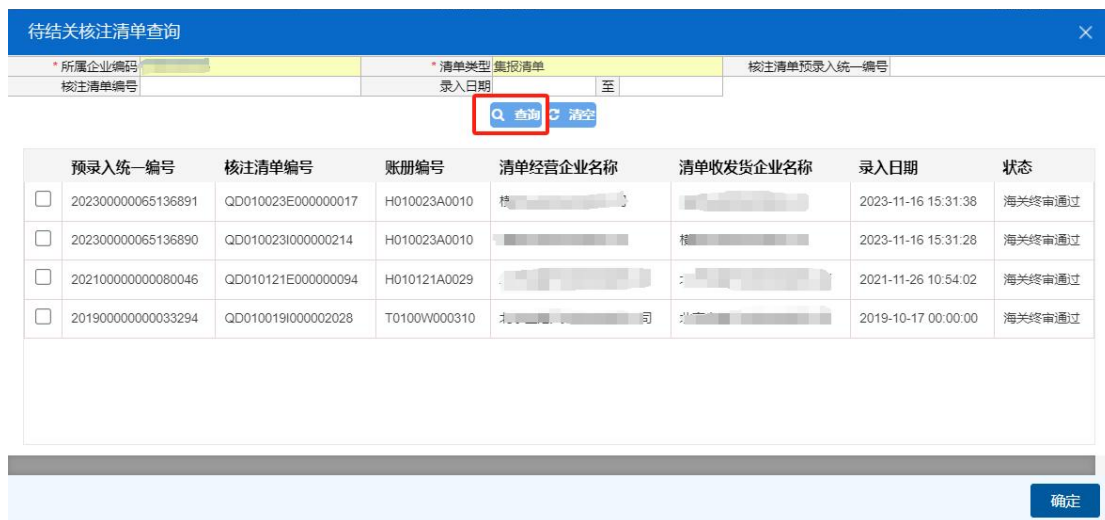 待结关核注清单查询
* 所属企业编码 * 清单类型 集报清单 核注清单预录入统一编号
核注清单编号 录入日期 至
查询 清空
预录入统一编号 核注清单编号 账册编号 清单经营企业名称 清单收发货企业名称 录入日期 状态
202300000065136891 QD010023E000000017 H010023A0010 2023-11-16 15:31:38 海关终审通过
202300000065136890 QD010023I000000214 H010023A0010 2023-11-16 15:31:28 海关终审通过
202100000000080046 QD010121E000000094 H010121A0029 2021-11-26 10:54:02 海关终审通过
201900000000033294 QD010019I000002028 T0100W000310 司 2019-10-17 00:00:00 海关终审通过
确定